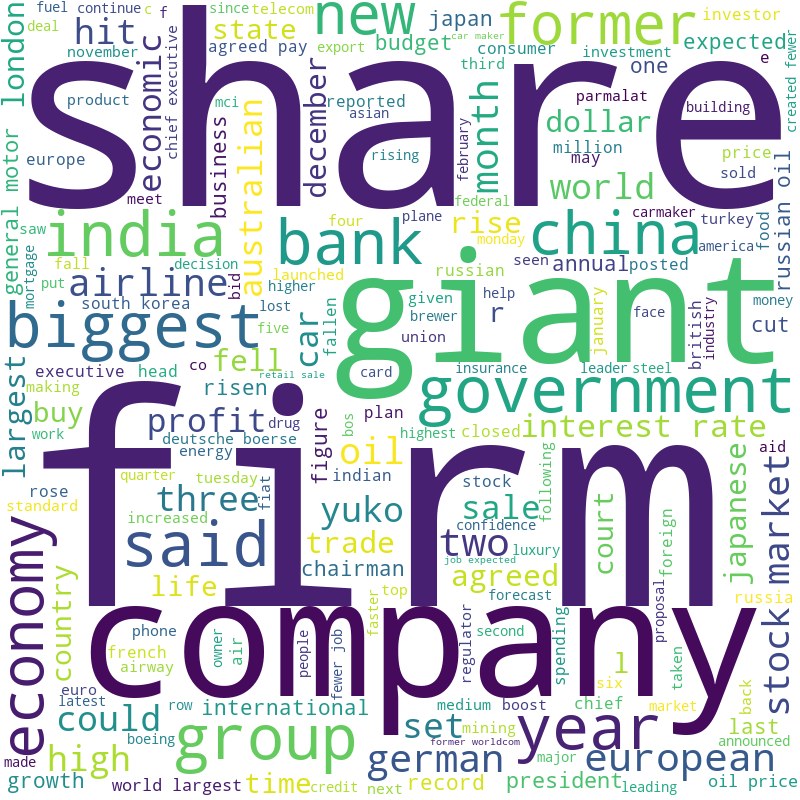 fuel continue
c
f
since
telecom
deal
november
state
agreed pay
new
japan
budget
export
car maker
former
consumer
third
investment
investor
expected
created fewer
london
hit
economic
chief executive
share
product
mci
december
reported
asian
month
one
e
parmalat
building
dollar
million
price
europe
meet
business
australian
rising
february
may
sold
world
federal
general motor
saw
india
four
plane
rise
carmaker
turkey
food
russian oil
bank
monday
china
america
fall
decision
airline
bid
launched
russian
seen
annual
posted
mortgage
put
south korea
higher
lost
giant
given
help
r
january
face
british
industry
money
biggest
five
car
fallen
brewer
union
cut
largest
executive
head
co
fell
retail sale
card
insurance
leader
steel
government
making
buy
risen
profit
drug
figure
plan
bos
highest
closed
interest rate
aid
work
deutsche boerse
energy
tuesday
oil
following
quarter
fiat
indian
stock
rose
standard
firm
three
yuko
sale
confidence
court
japanese
foreign
stock market
increased
said
trade
two
luxury
job expected
economy
country
life
chairman
agreed
forecast
top
faster
proposal
russia
company
phone
french
airway
owner
air
people
fewer job
regulator
second
spending
l
six
taken
euro
latest
row
international
medium
boost
year
chief
market
back
last
announced
could
group
set
mining
former worldcom
boeing
german
major
european
made
high
growth
world largest
time
credit
next
record
president
leading
oil price